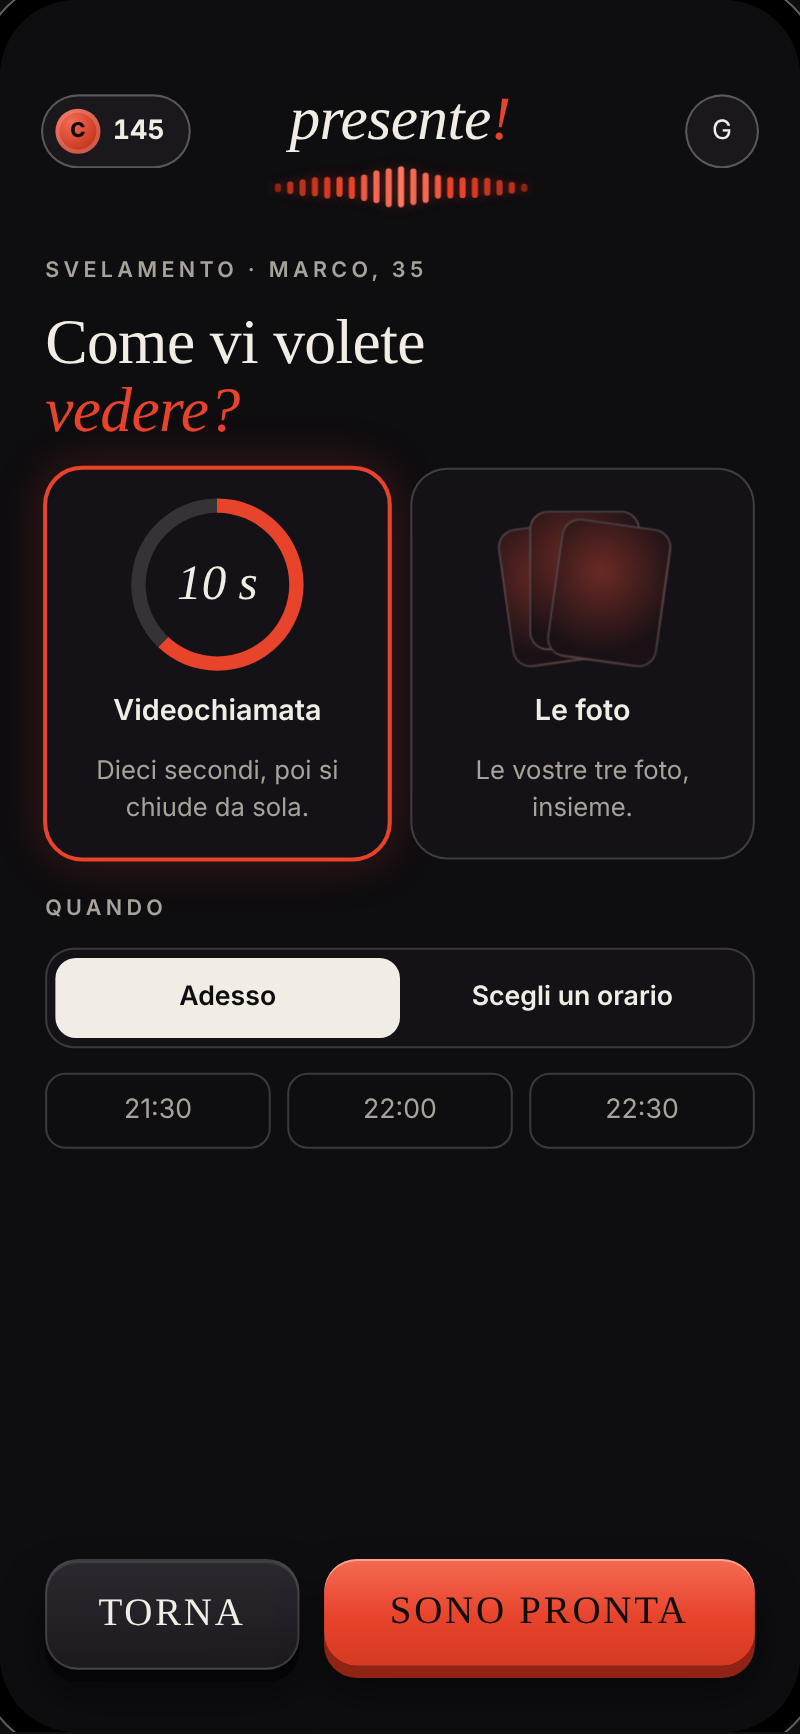 C 145
presente!
G
SVELAMENTO · MARCO, 35
Come vi volete
vedere?
10 s
Videochiamata
Dieci secondi, poi si
chiude da sola.
Le foto
Le vostre tre foto,
insieme.
QUANDO
Adesso
Scegli un orario
21:30
22:00
22:30
TORNA
SONO PRONTA